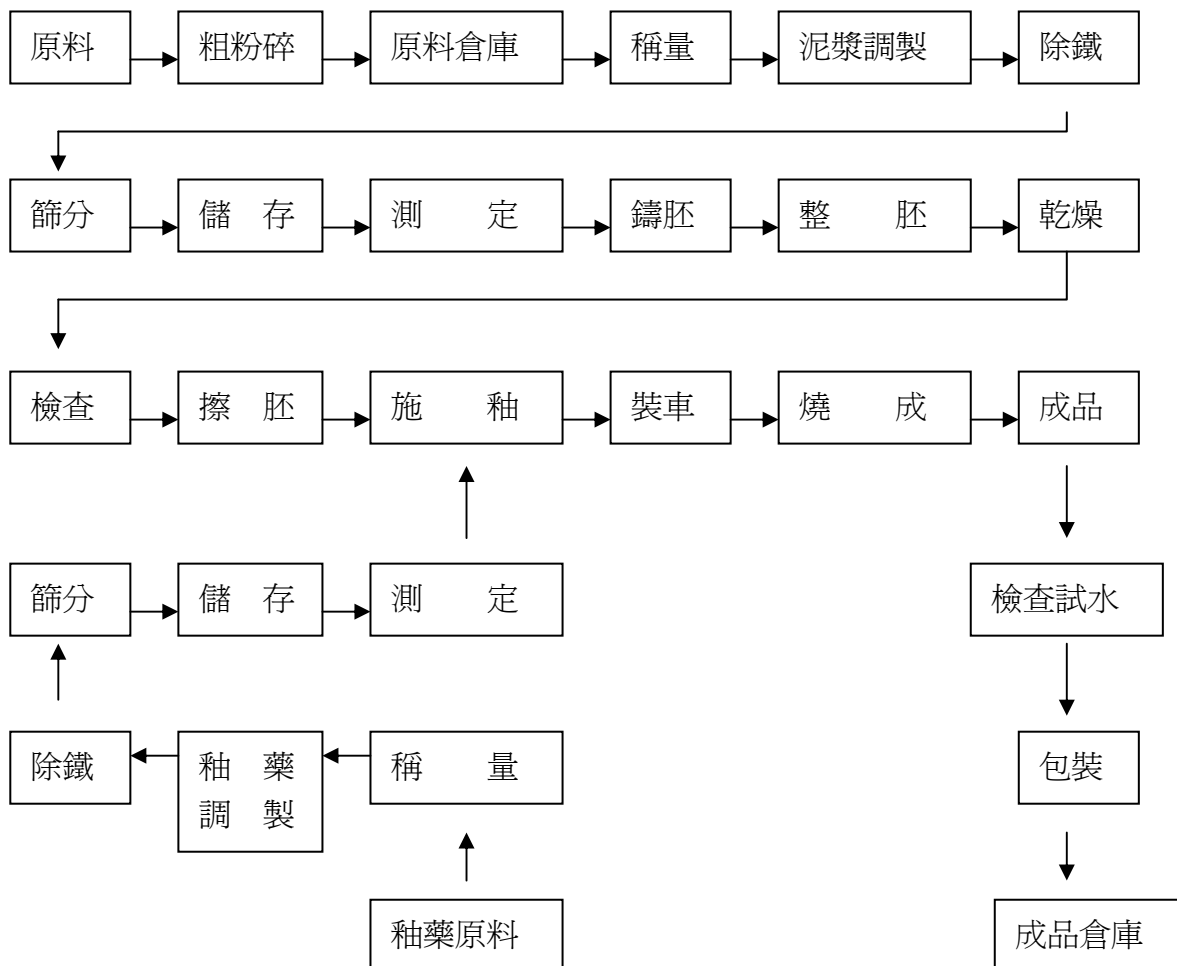 原料 粗粉碎 原料倉庫 稱量 泥漿調製 除鐵
篩分 儲存 測定 鑄胚 整胚 乾燥
檢查 擦胚 施釉 裝車 燒成 成品
篩分 儲存 測定 檢查試水
除鐵 釉藥 稱量 包裝
調製
釉藥原料 成品倉庫